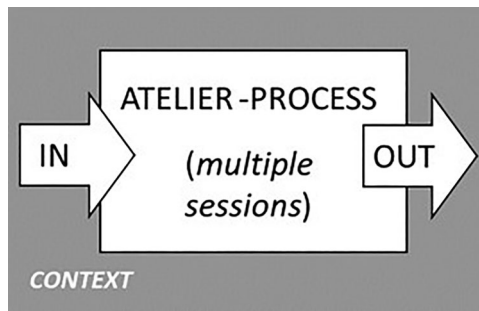 ATELIER-PROCESS
IN
(multiple
sessions)
OUT
CONTEXT